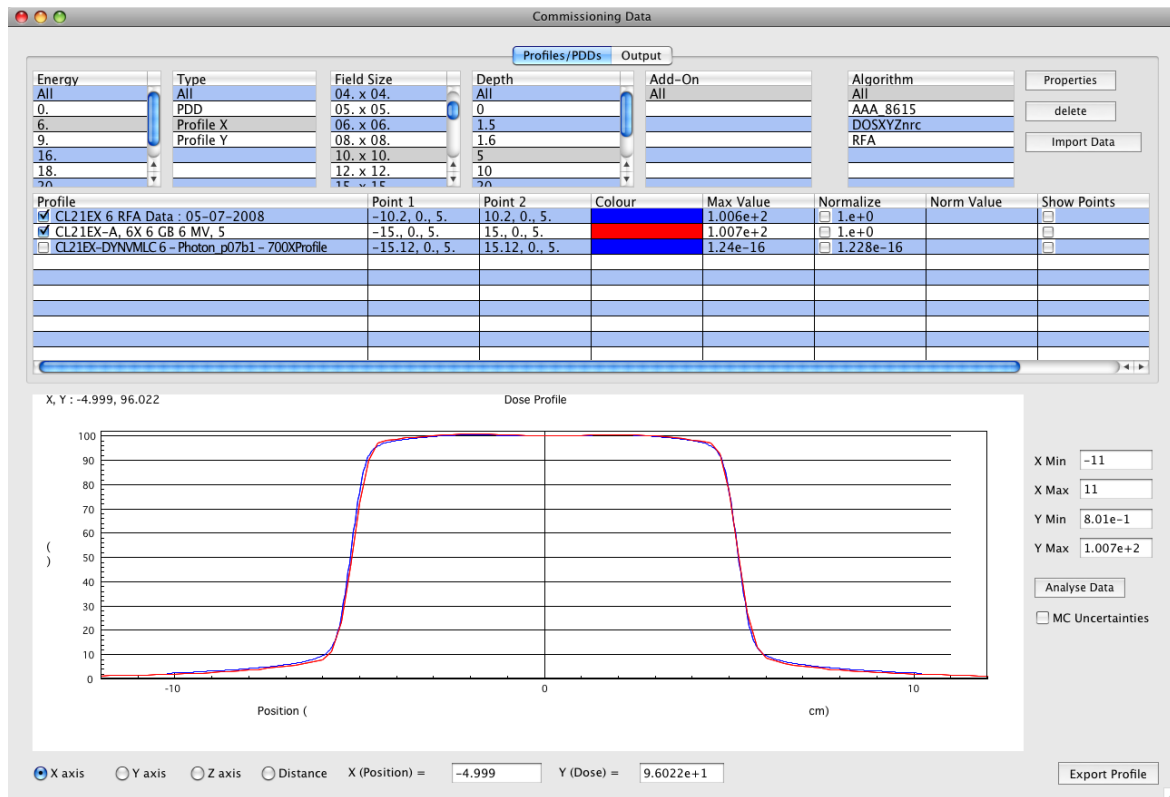 Commissioning Data
Profiles/PDDs Output
Energy Type Field Size Depth Add-On Algorithm Properties
All All 04. x 04. All All All
0. PDD 05. x 05. 0 AAA_8615 delete
6. Profile X 06. x 06. 1.5 DOSXYZnrc
9. Profile Y 08. x 08. 1.6 RFA Import Data
16. 10. x 10. 5
18. 12. x 12. 10
20. 15. x 15. 20
Profile Point 1 Point 2 Colour Max Value Normalize Norm Value Show Points
CL21EX 6 RFA Data : 05-07-2008 -10.2, 0., 5. 10.2, 0., 5. 1.006e+2 1.e+0
CL21EX-A, 6X 6 GB 6 MV, 5 -15., 0., 5. 15., 0., 5. 1.007e+2 1.e+0
CL21EX-DYNVMLC 6 - Photon_p07b1 - 700XProfile -15.12, 0., 5. 15.12, 0., 5. 1.24e-16 1.228e-16
X, Y : -4.999, 96.022 Dose Profile
100
90
80
70
60
50
40
30
20
10
0
(
)
-10 0 10
Position ( cm)
X Min -11
X Max 11
Y Min 8.01e-1
Y Max 1.007e+2
Analyse Data
MC Uncertainties
X axis Y axis Z axis Distance X (Position) = -4.999 Y (Dose) = 9.6022e+1 Export Profile